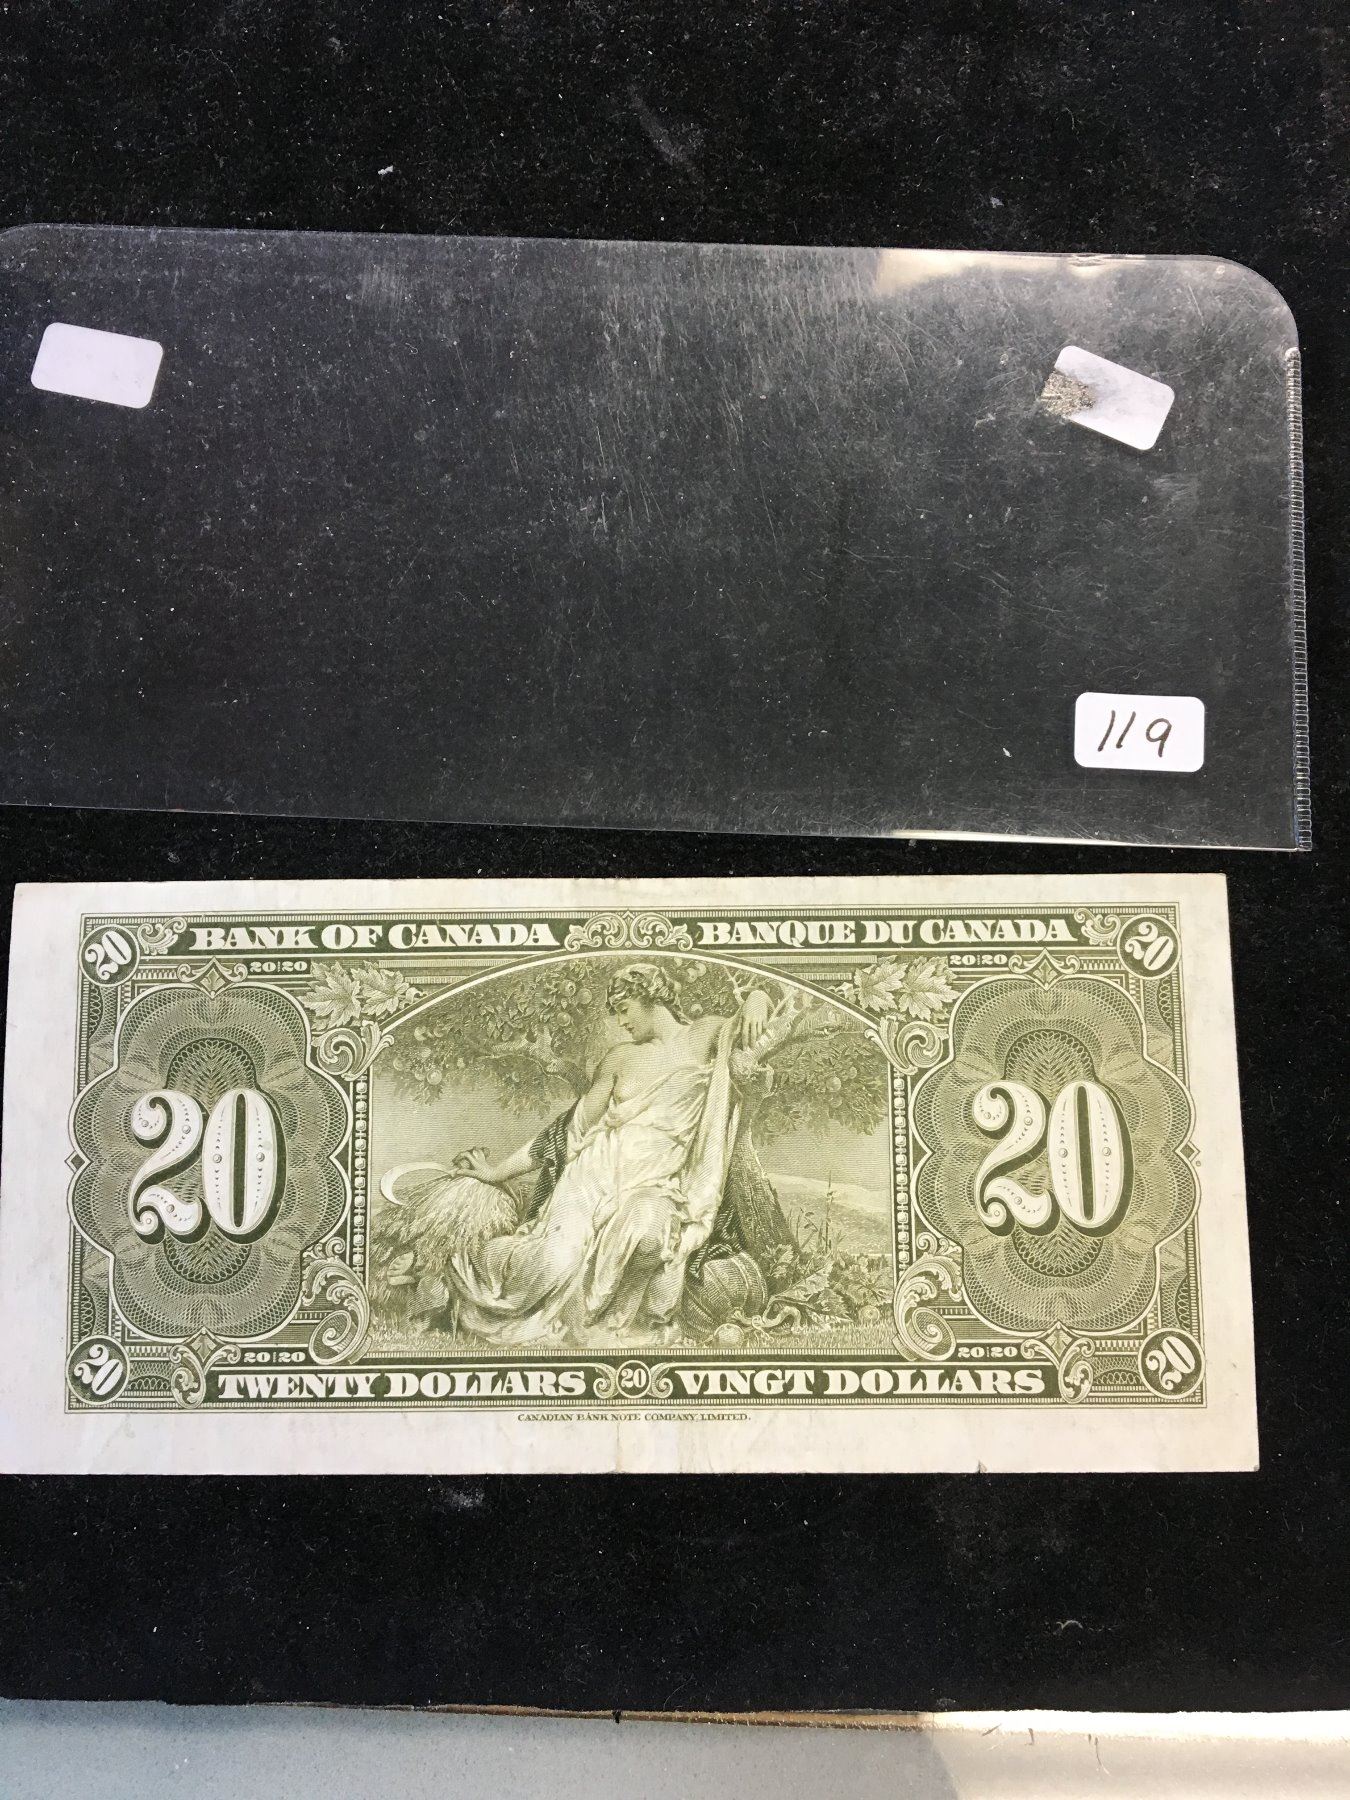 119
20 BANK OF CANADA BANQUE DU CANADA 20
20 20 20 20
20 20
20 20 20 20
20 TWENTY DOLLARS 20 VINGT DOLLARS 20
CANADIAN BANK NOTE COMPANY, LIMITED.